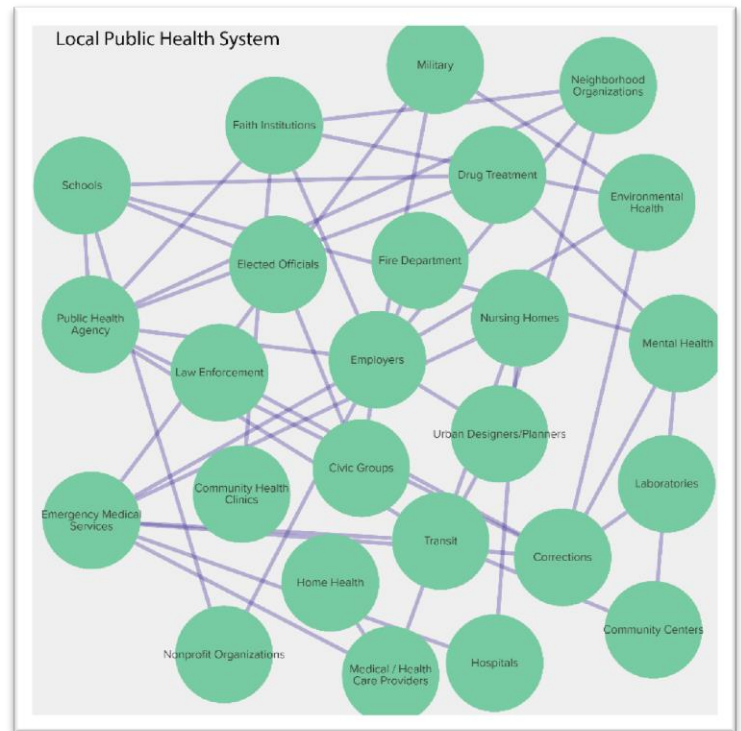 Local Public Health System
Military
Neighborhood
Organizations
Faith Institutions
Drug Treatment
Schools
Environmental
Health
Elected Officials
Fire Department
Public Health
Agency
Nursing Homes
Mental Health
Law Enforcement
Employers
Urban Designers/Planners
Civic Groups
Community Health
Clinics
Laboratories
Emergency Medical
Services
Transit
Corrections
Home Health
Community Centers
Nonprofit Organizations
Medical / Health
Care Providers
Hospitals